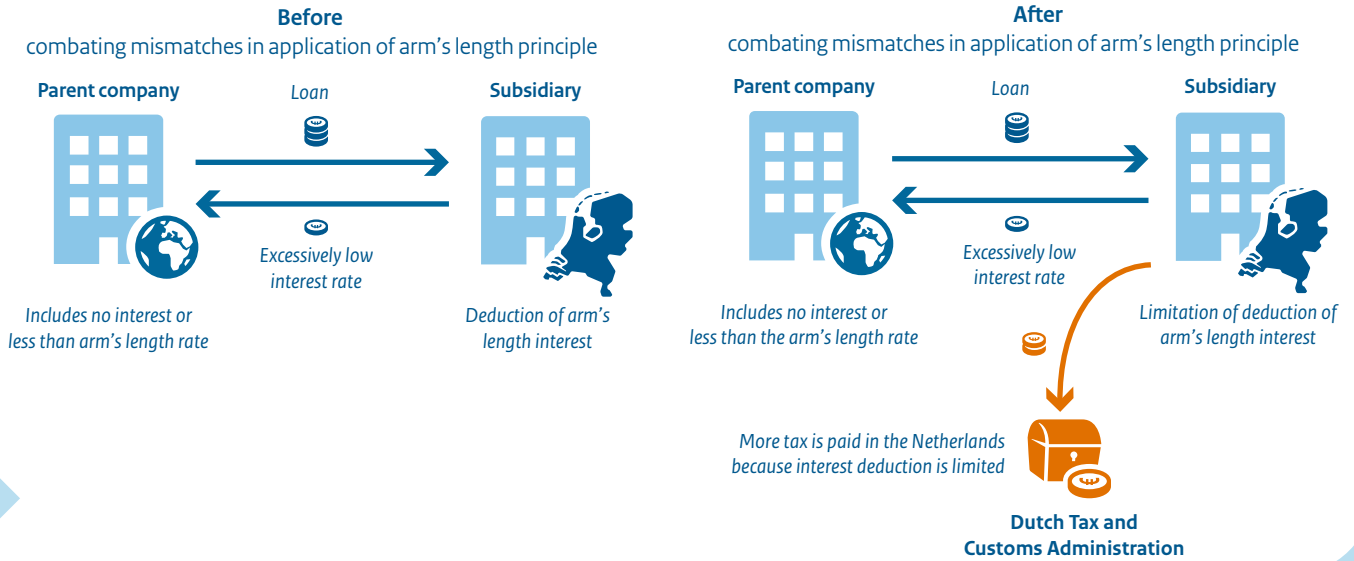 Before
combating mismatches in application of arm's length principle
Parent company
Loan
Subsidiary
Excessively low
interest rate
Includes no interest or
less than arm's length rate
Deduction of arm's
length interest
After
combating mismatches in application of arm's length principle
Parent company
Loan
Subsidiary
Excessively low
interest rate
Includes no interest or
less than the arm's length rate
Limitation of deduction of
arm's length interest
More tax is paid in the Netherlands
because interest deduction is limited
Dutch Tax and
Customs Administration